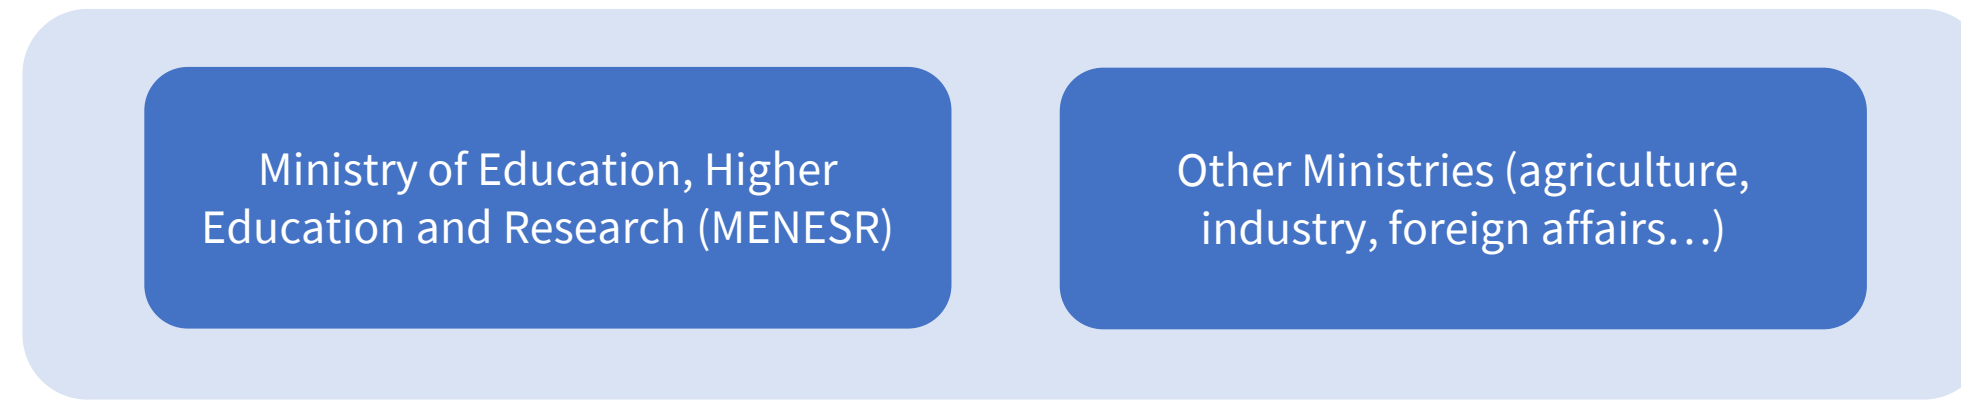 Ministry of Education, Higher
Education and Research (MENESR)
Other Ministries (agriculture,
industry, foreign affairs…)